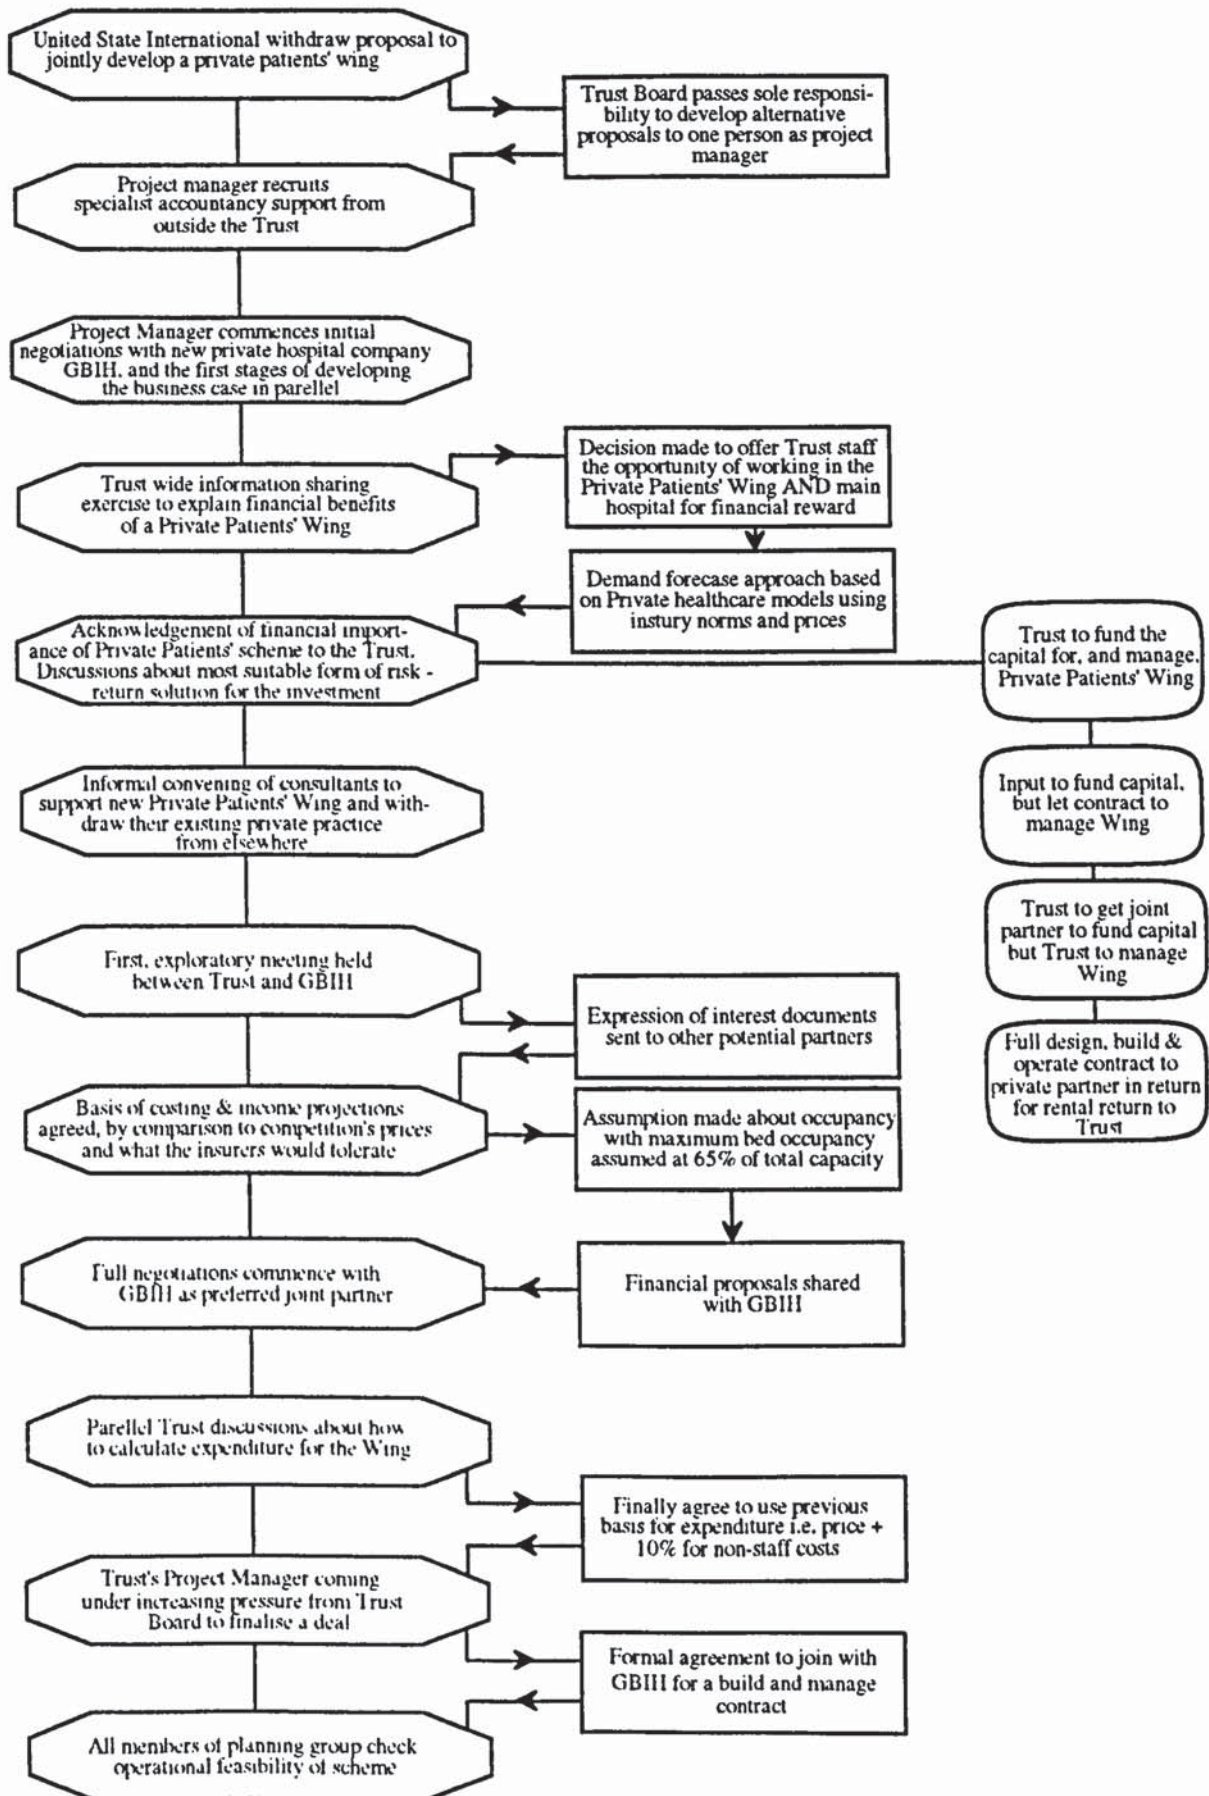 United State International withdraw proposal to
jointly develop a private patients' wing
Trust Board passes sole responsi-
bility to develop alternative
proposals to one person as project
manager
Project manager recruits
specialist accountancy support from
outside the Trust
Project Manager commences initial
negotiations with new private hospital company
GBIH, and the first stages of developing
the business case in parellel
Decision made to offer Trust staff
the opportunity of working in the
Private Patients' Wing AND main
hospital for financial reward
Trust wide information sharing
exercise to explain financial benefits
of a Private Patients' Wing
Demand forecase approach based
on Private healthcare models using
instury norms and prices
Acknowledgement of financial import-
ance of Private Patients' scheme to the Trust.
Discussions about most suitable form of risk -
return solution for the investment
Trust to fund the
capital for, and manage,
Private Patients' Wing
Informal convening of consultants to
support new Private Patients' Wing and with-
draw their existing private practice
from elsewhere
Input to fund capital,
but let contract to
manage Wing
Trust to get joint
partner to fund capital
but Trust to manage
Wing
First, exploratory meeting held
between Trust and GBIH
Expression of interest documents
sent to other potential partners
Full design, build &
operate contract to
private partner in return
for rental return to
Trust
Basis of costing & income projections
agreed, by comparison to competition's prices
and what the insurers would tolerate
Assumption made about occupancy
with maximum bed occupancy
assumed at 65% of total capacity
Full negotiations commence with
GBIH as preferred joint partner
Financial proposals shared
with GBIH
Parellel Trust discussions about how
to calculate expenditure for the Wing
Finally agree to use previous
basis for expenditure i.e. price +
10% for non-staff costs
Trust's Project Manager coming
under increasing pressure from Trust
Board to finalise a deal
Formal agreement to join with
GBIH for a build and manage
contract
All members of planning group check
operational feasibility of scheme